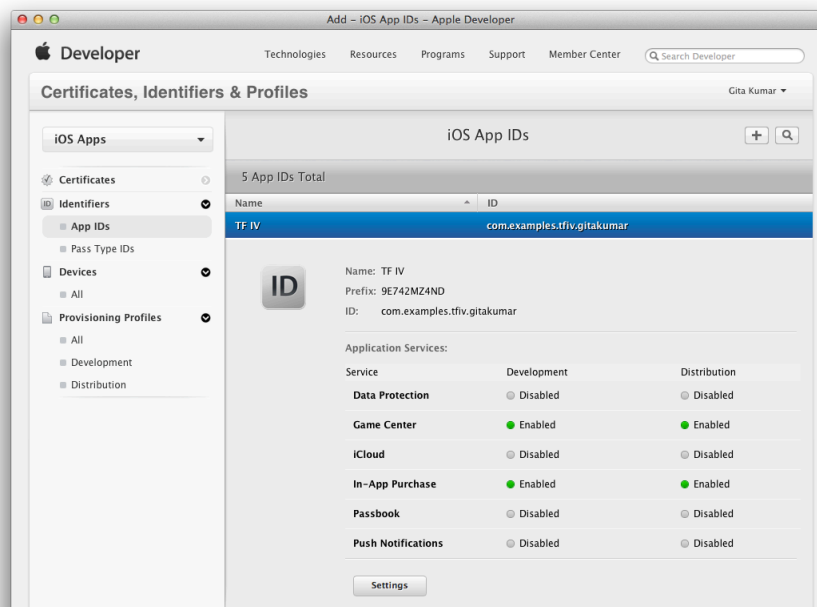 Add – iOS App IDs – Apple Developer
Developer
Technologies Resources Programs Support Member Center Search Developer
Certificates, Identifiers & Profiles
Gita Kumar
iOS Apps
Certificates
ID Identifiers
App IDs
Pass Type IDs
Devices
All
Provisioning Profiles
All
Development
Distribution
iOS App IDs
5 App IDs Total
Name ID
TF IV com.examples.tfiv.gitakumar
ID
Name: TF IV
Prefix: 9E742MZ4ND
ID: com.examples.tfiv.gitakumar
Application Services:
Service Development Distribution
Data Protection Disabled Disabled
Game Center Enabled Enabled
iCloud Disabled Disabled
In-App Purchase Enabled Enabled
Passbook Disabled Disabled
Push Notifications Disabled Disabled
Settings